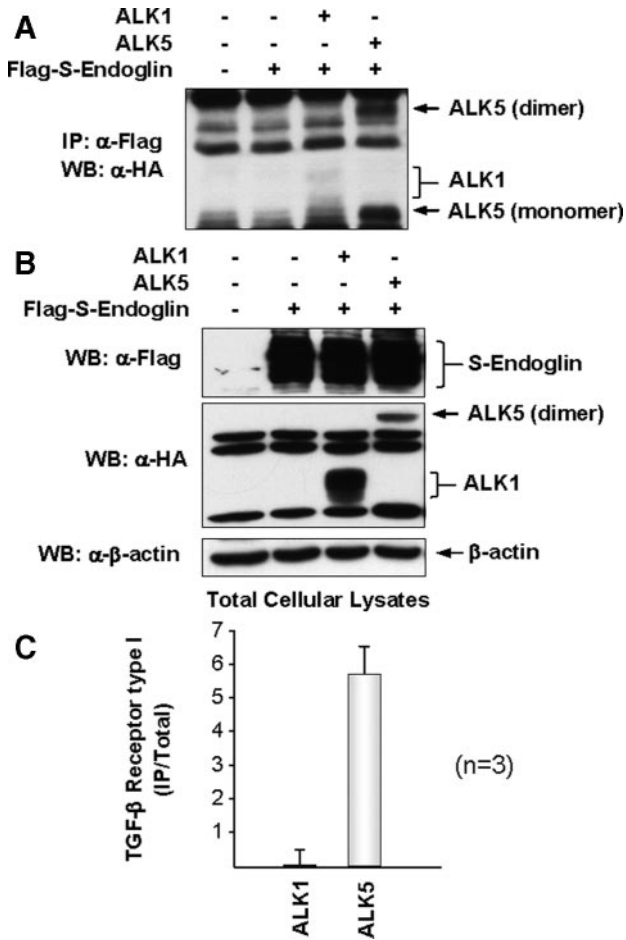 A
ALK1 - - + -
ALK5 - - - +
Flag-S-Endoglin - + + +
IP: α-Flag
WB: α-HA
ALK5 (dimer)
ALK1
ALK5 (monomer)
B
ALK1 - - + -
ALK5 - - - +
Flag-S-Endoglin - + + +
WB: α-Flag
S-Endoglin
ALK5 (dimer)
WB: α-HA
ALK1
WB: α-β-actin
β-actin
Total Cellular Lysates
C
TGF-β Receptor type I
(IP/Total)
7
6
5
4
3
2
1
(n=3)
ALK1
ALK5